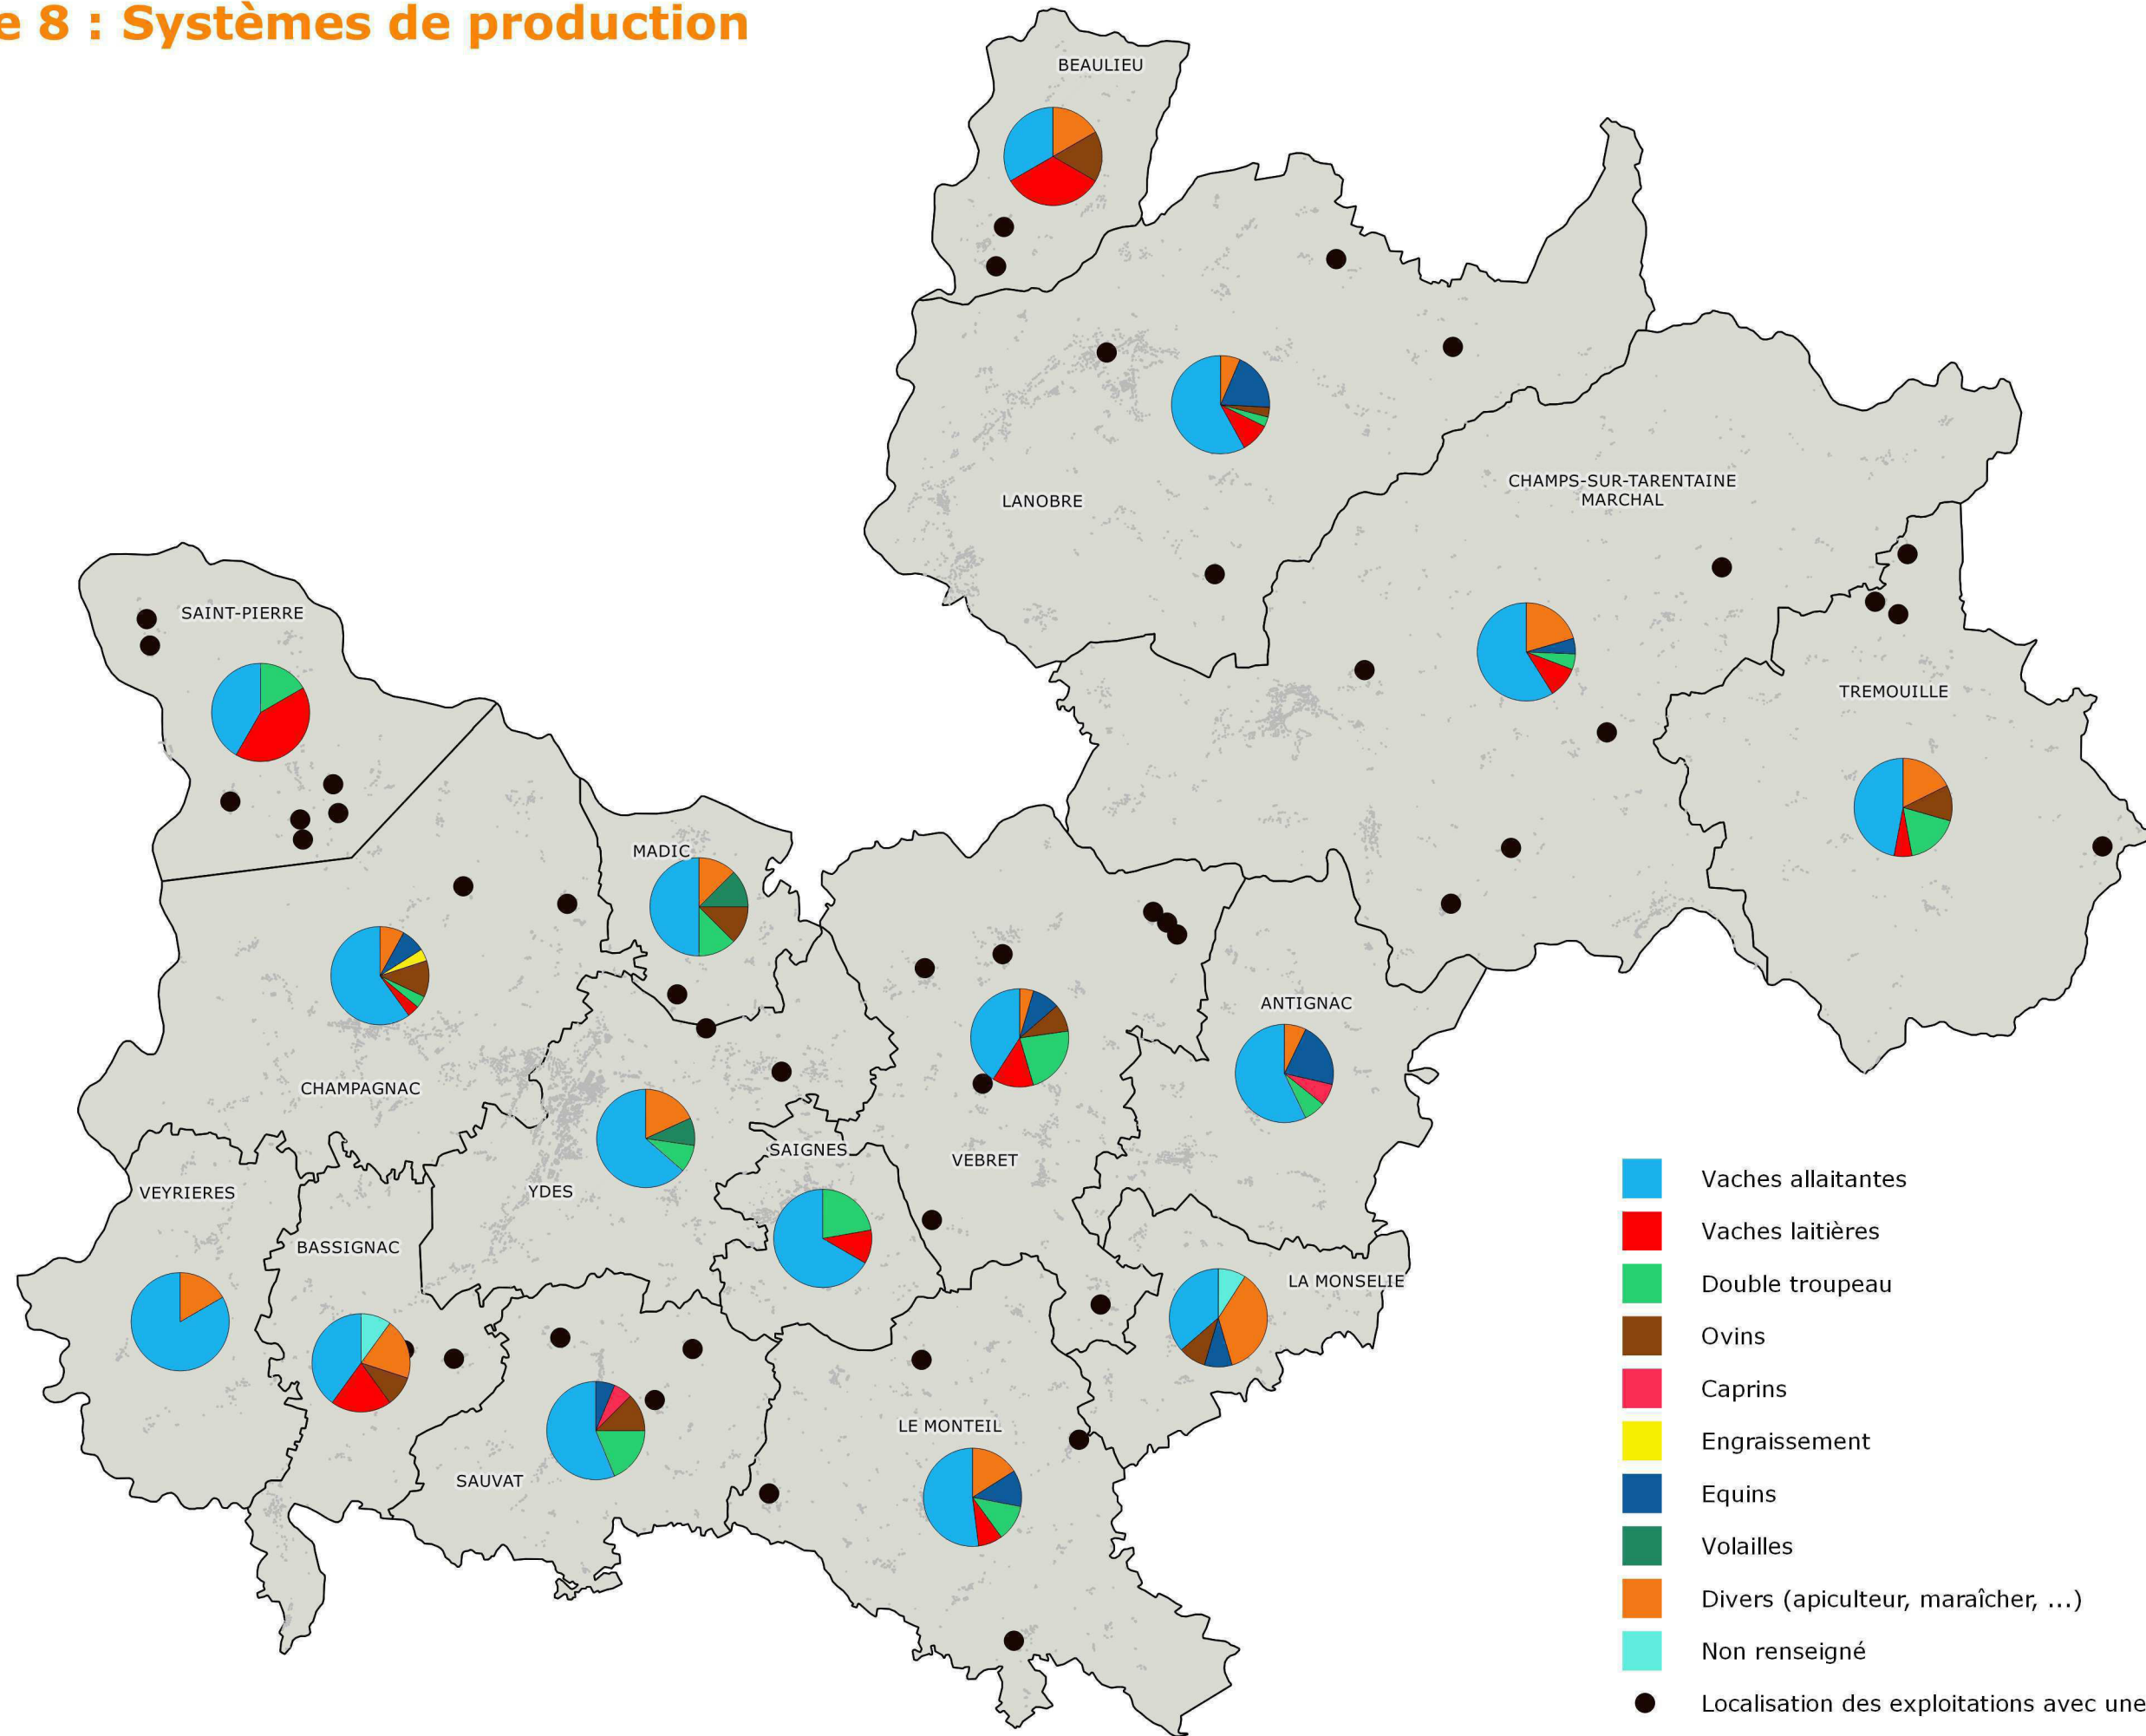 e 8 : Systèmes de production
BEAULIEU
LANOBRE
CHAMPS-SUR-TARENTAINE
MARCHAL
SAINT-PIERRE
TREMOUILLE
MADIC
ANTIGNAC
CHAMPAGNAC
SAIGNES
VEBRET
YDES
VEYRIERES
BASSIGNAC
LA MONSELIE
LE MONTEIL
SAUVAT
Vaches allaitantes
Vaches laitières
Double troupeau
Ovins
Caprins
Engraissement
Equins
Volailles
Divers (apiculteur, maraîcher, ...)
Non renseigné
Localisation des exploitations avec une